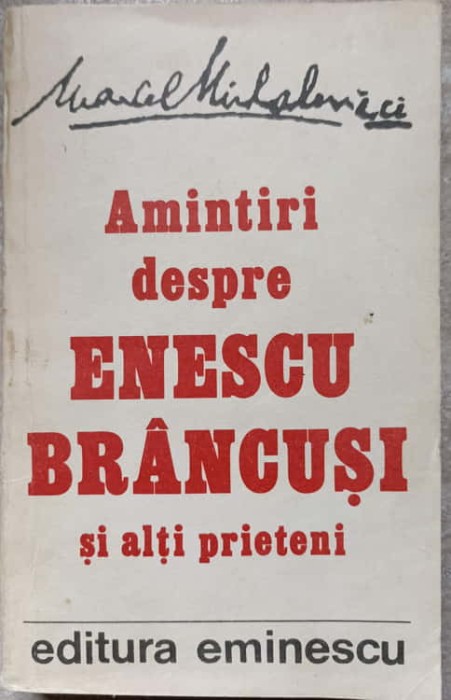 Marcel Mihalovici
Amintiri
despre
ENESCU
BRÂNCUȘI
și alți prieteni
editura eminescu